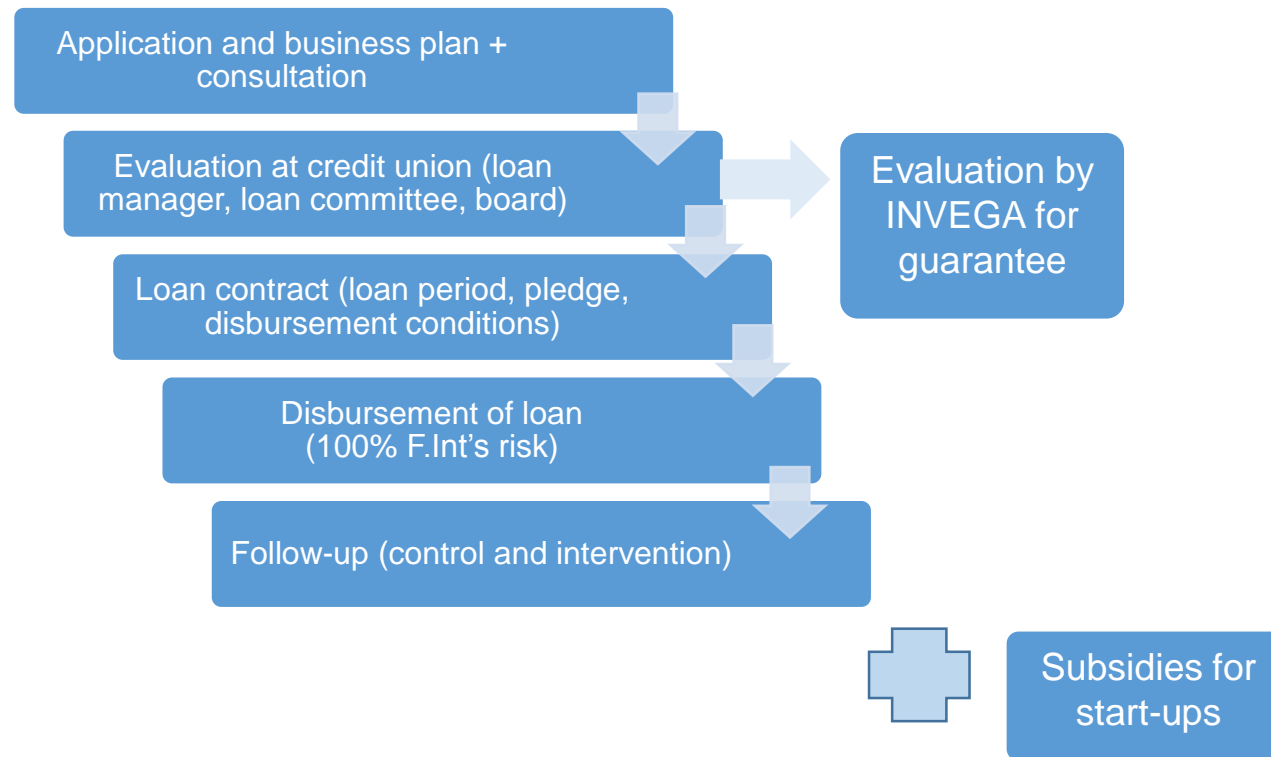 Application and business plan +
consultation
Evaluation at credit union (loan
manager, loan committee, board)
Evaluation by
INVEGA for
guarantee
Loan contract (loan period, pledge,
disbursement conditions)
Disbursement of loan
(100% F.Int’s risk)
Follow-up (control and intervention)
Subsidies for
start-ups